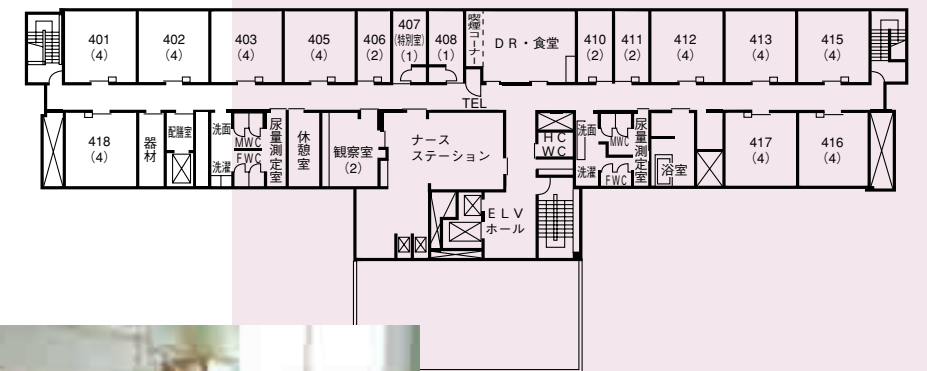 401
(4)
402
(4)
403
(4)
405
(4)
406
(2)
407
(特別室)
(1)
408
(1)
喫煙コーナー
DR・食堂
410
(2)
411
(2)
412
(4)
413
(4)
415
(4)
TEL
418
(4)
器材
配膳室
洗面
洗濯
MWC
FWC
尿量測定室
休憩室
観察室
(2)
ナース
ステーション
HC
WC
洗面
洗濯
MWC
FWC
尿量測定室
浴室
417
(4)
416
(4)
ELV
ホール